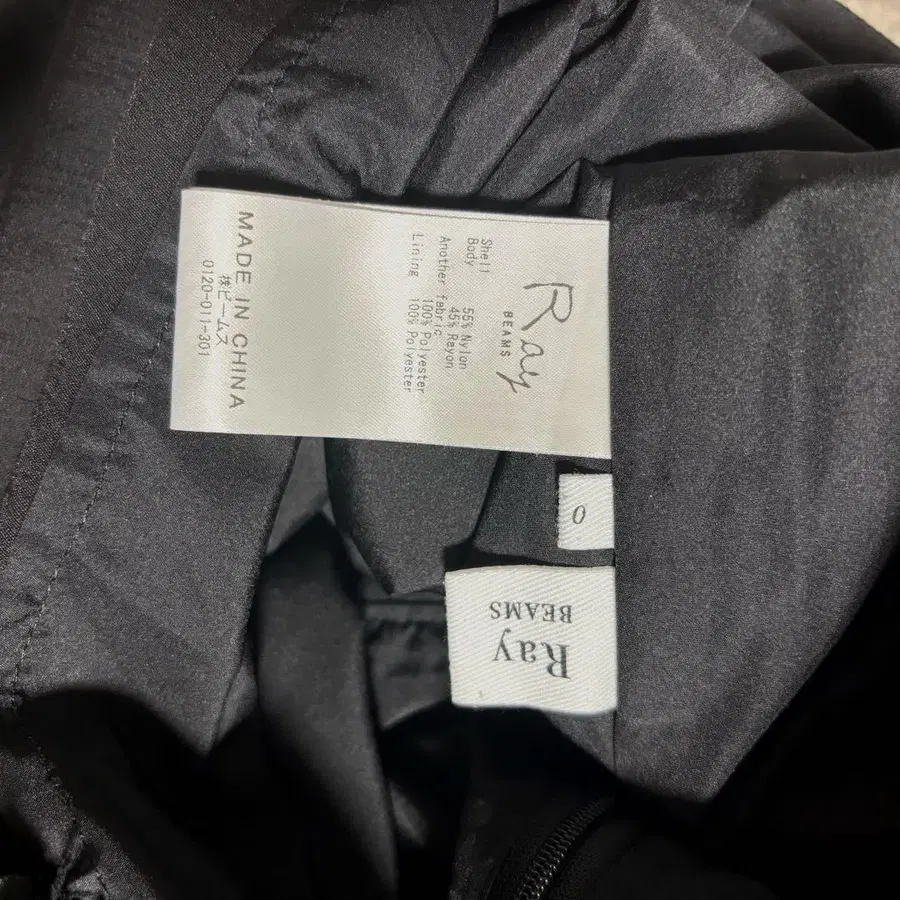 Ray
BEAMS
Shell
Body 55% Nylon
45% Rayon
Another fabric
100% Polyester
Lining 100% Polyester
MADE IN CHINA
㈱ビームス
0120-011-301
0
Ray
BEAMS